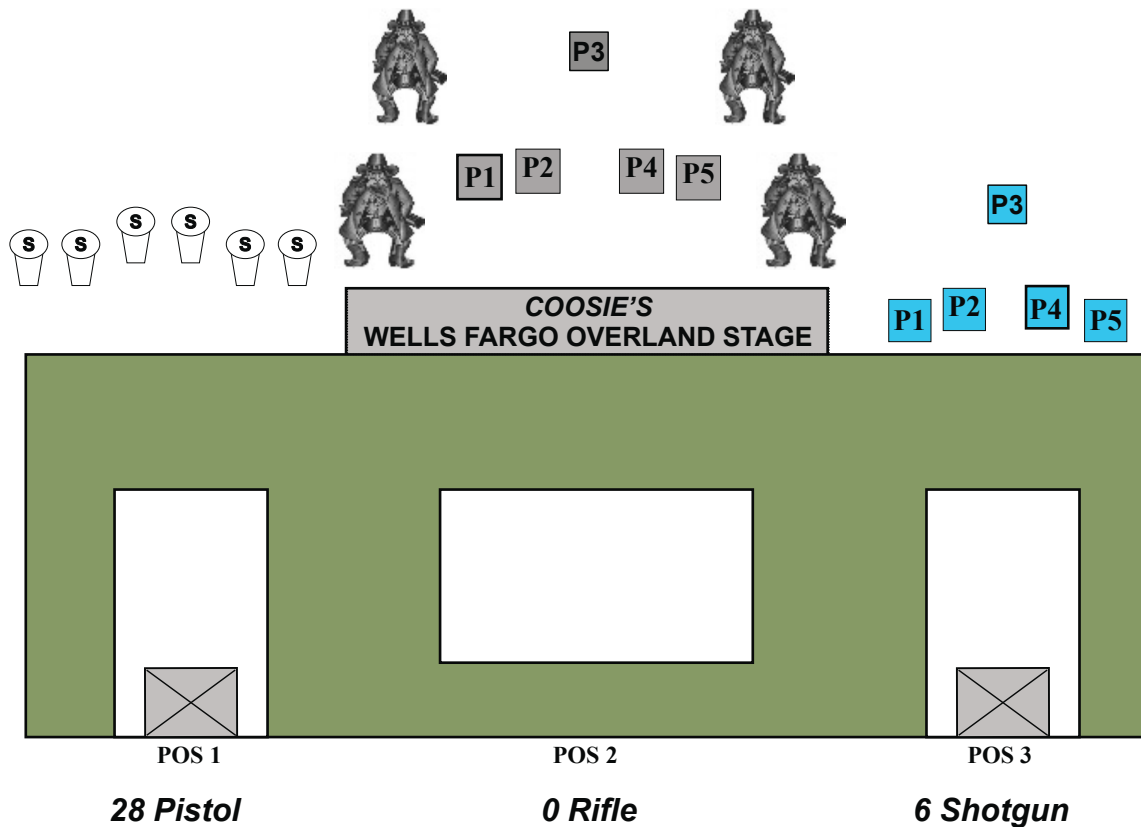 P3
P1 P2 P4 P5
P3
S S S S S S
COOSIE'S
WELLS FARGO OVERLAND STAGE
P1 P2 P4 P5
POS 1 POS 2 POS 3
28 Pistol 0 Rifle 6 Shotgun